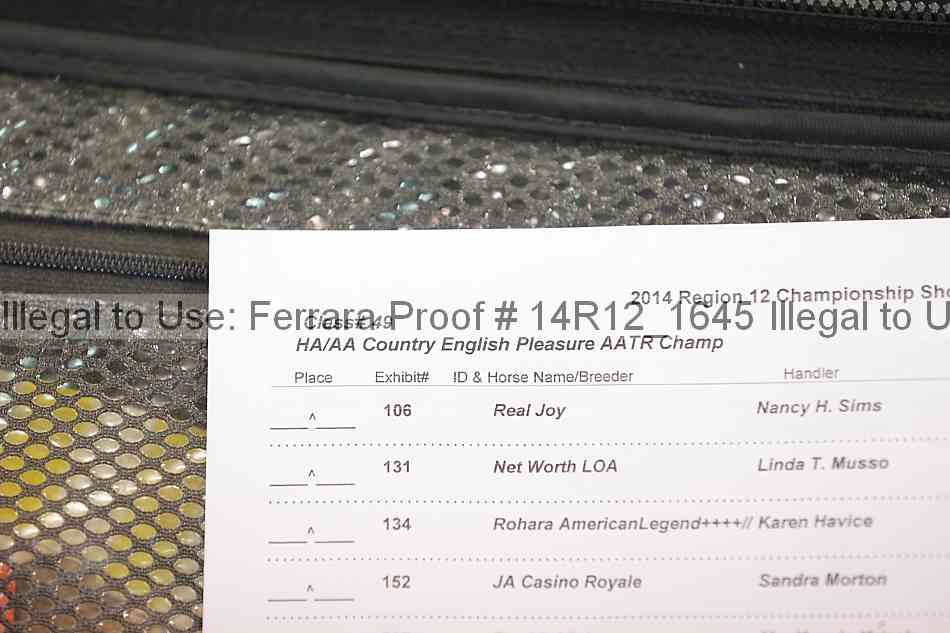 2014 Region 12 Championship Sho
Illegal to Use: Ferrara Proof # 14R12_1645 Illegal to U
Class# 49
HA/AA Country English Pleasure AATR Champ
Place Exhibit# ID & Horse Name/Breeder Handler
^ 106 Real Joy Nancy H. Sims
^ 131 Net Worth LOA Linda T. Musso
^ 134 Rohara AmericanLegend++++// Karen Havice
^ 152 JA Casino Royale Sandra Morton